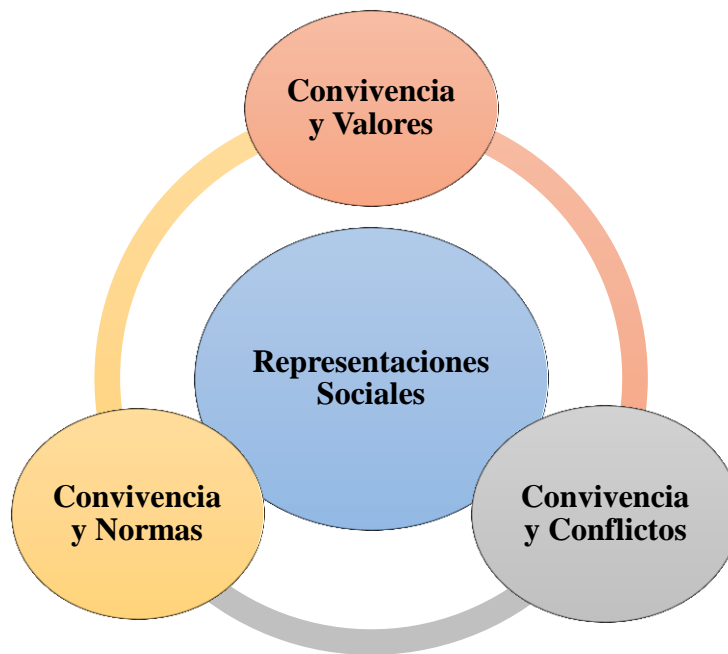 Convivencia
y Valores
Representaciones
Sociales
Convivencia
y Normas
Convivencia
y Conflictos